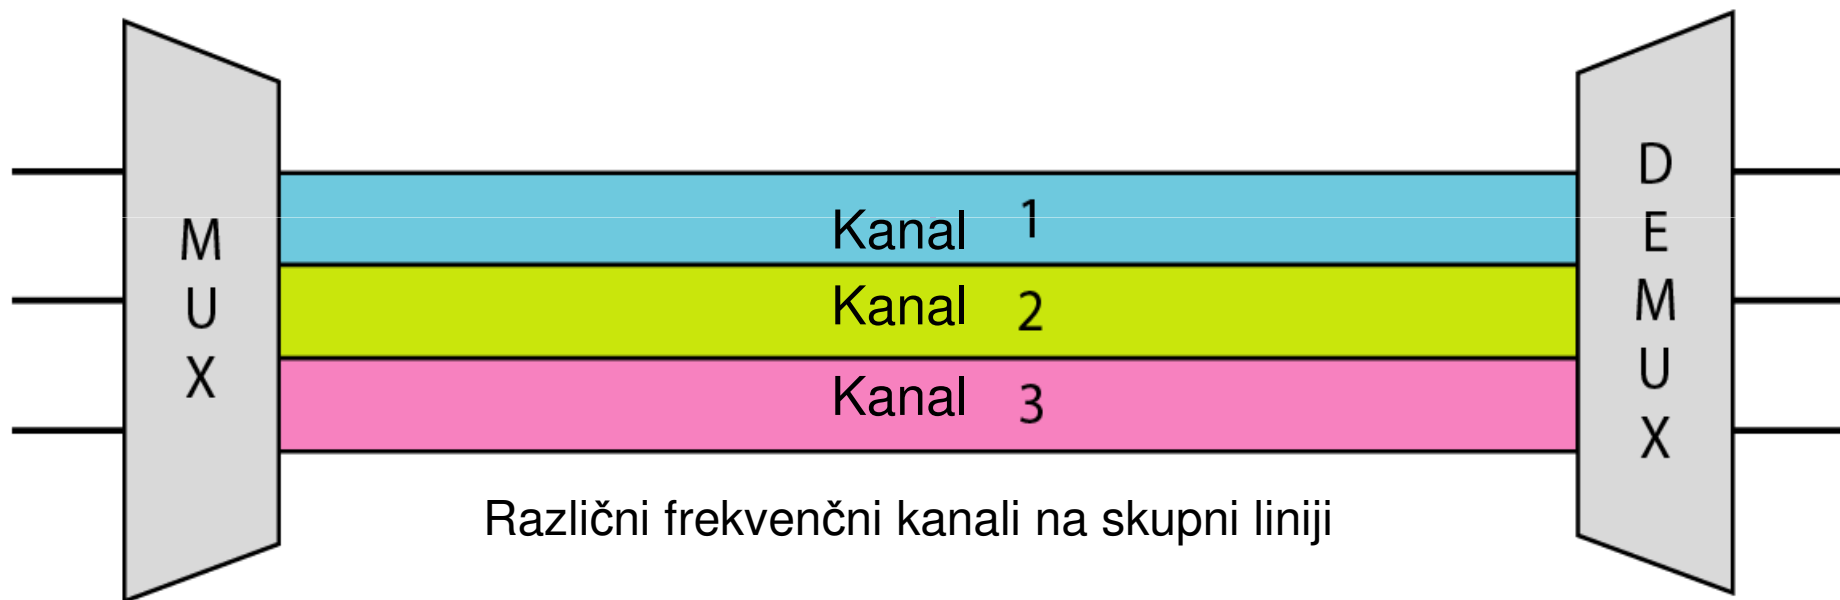 MUX
Kanal 1
Kanal 2
Kanal 3
DEMUX
Različni frekvenčni kanali na skupni liniji